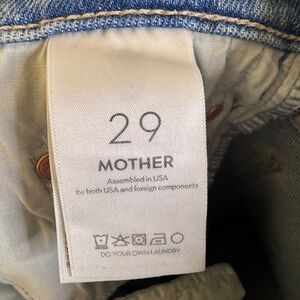 29
MOTHER
Assembled in USA
by both USA and foreign components
DO YOUR OWN LAUNDRY